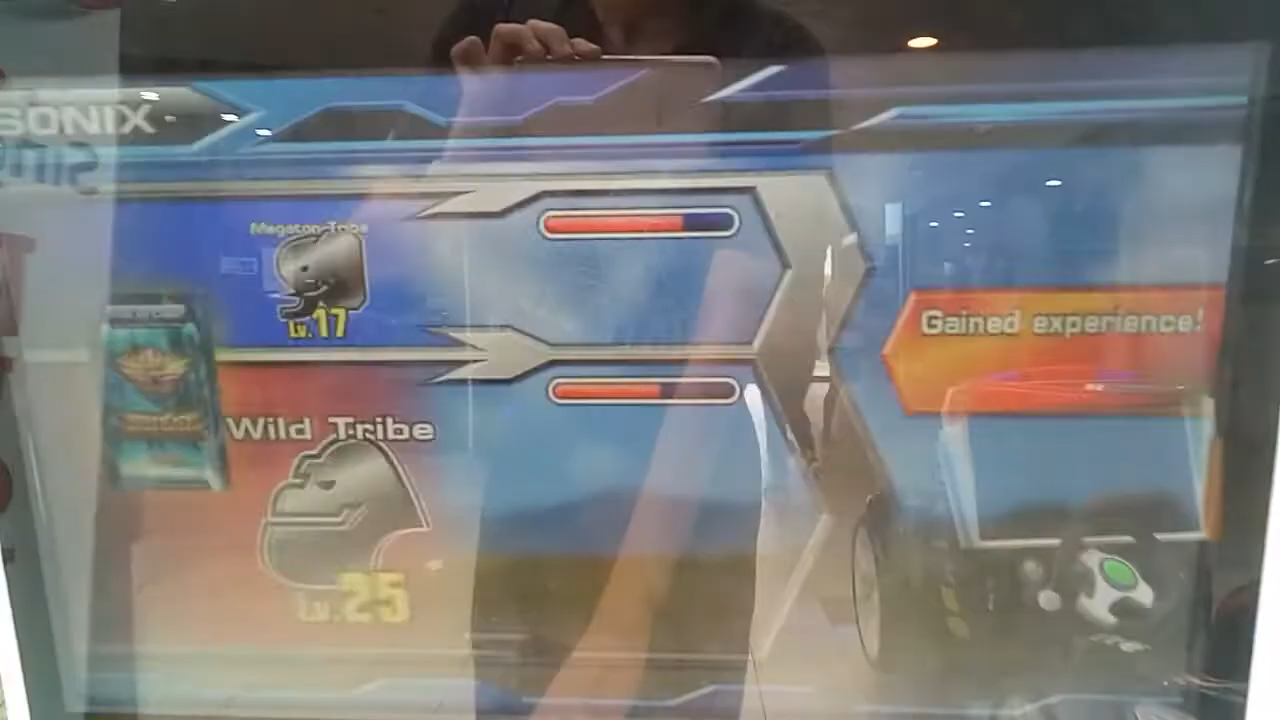 SONIX
Megaton Tribe
Lv.17
Gained experience!
Wild Tribe
Lv.25